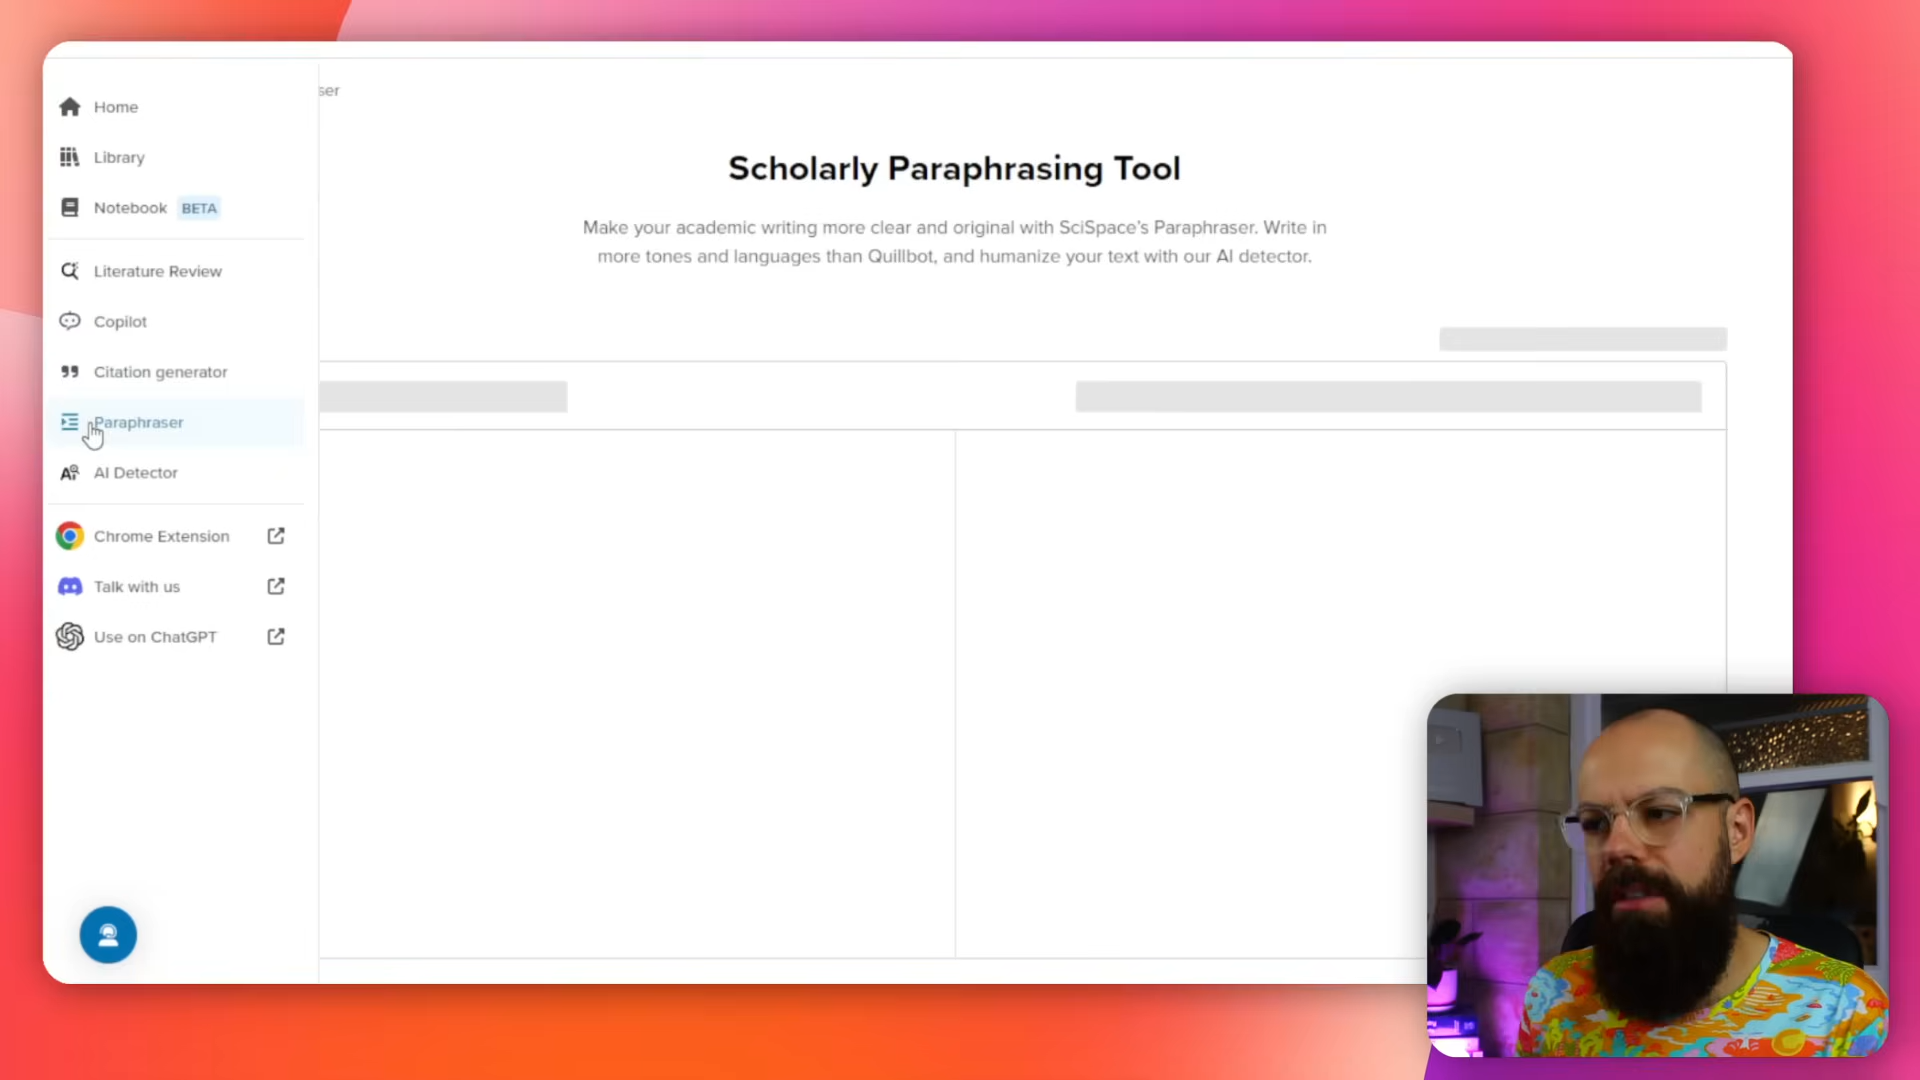 Home
Library
Notebook BETA
Literature Review
Copilot
Citation generator
Paraphraser
AI Detector
Chrome Extension
Talk with us
Use on ChatGPT
ser
Scholarly Paraphrasing Tool
Make your academic writing more clear and original with SciSpace's Paraphraser. Write in
more tones and languages than Quillbot, and humanize your text with our AI detector.